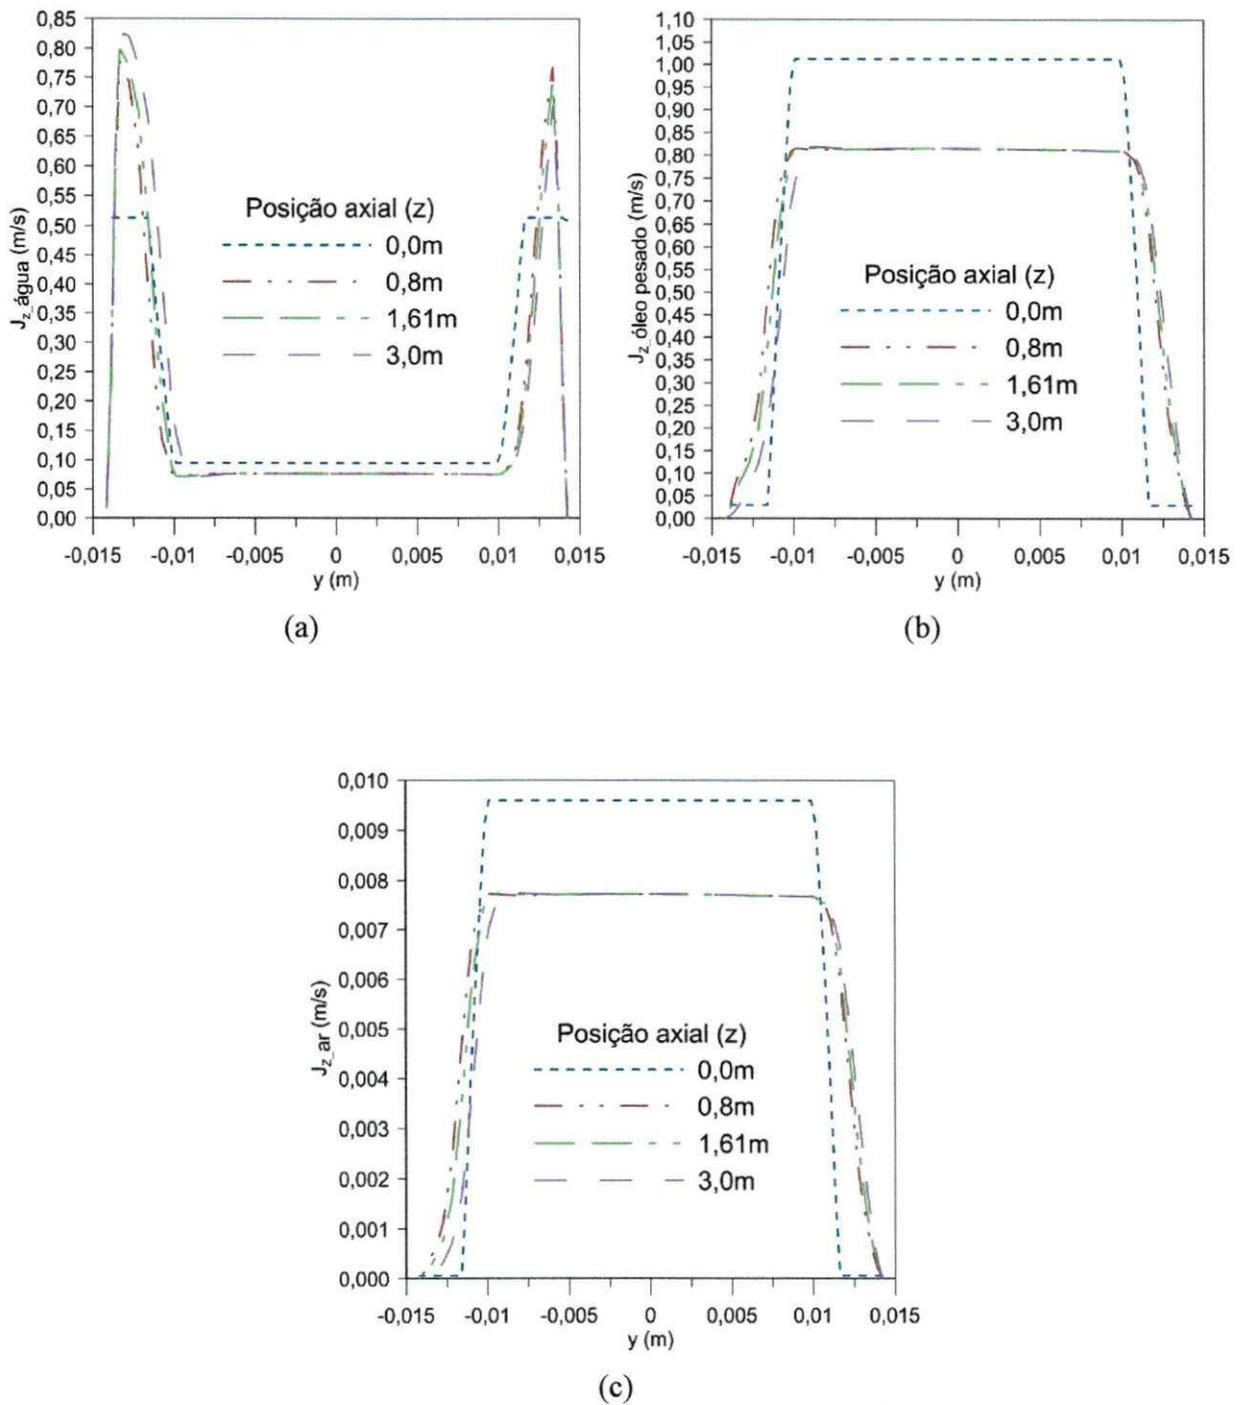 0,85
0,80
0,75
0,70
0,65
0,60
0,55
0,50
0,45
0,40
0,35
0,30
0,25
0,20
0,15
0,10
0,05
0,00
J_z_água (m/s)
Posição axial (z)
0,0m
0,8m
1,61m
3,0m
-0,015 -0,01 -0,005 0 0,005 0,01 0,015
y (m)
(a)
1,10
1,05
1,00
0,95
0,90
0,85
0,80
0,75
0,70
0,65
0,60
0,55
0,50
0,45
0,40
0,35
0,30
0,25
0,20
0,15
0,10
0,05
0,00
J_z_óleo pesado (m/s)
Posição axial (z)
0,0m
0,8m
1,61m
3,0m
-0,015 -0,01 -0,005 0 0,005 0,01 0,015
y (m)
(b)
0,010
0,009
0,008
0,007
0,006
0,005
0,004
0,003
0,002
0,001
0,000
J_z_ar (m/s)
Posição axial (z)
0,0m
0,8m
1,61m
3,0m
-0,015 -0,01 -0,005 0 0,005 0,01 0,015
y (m)
(c)